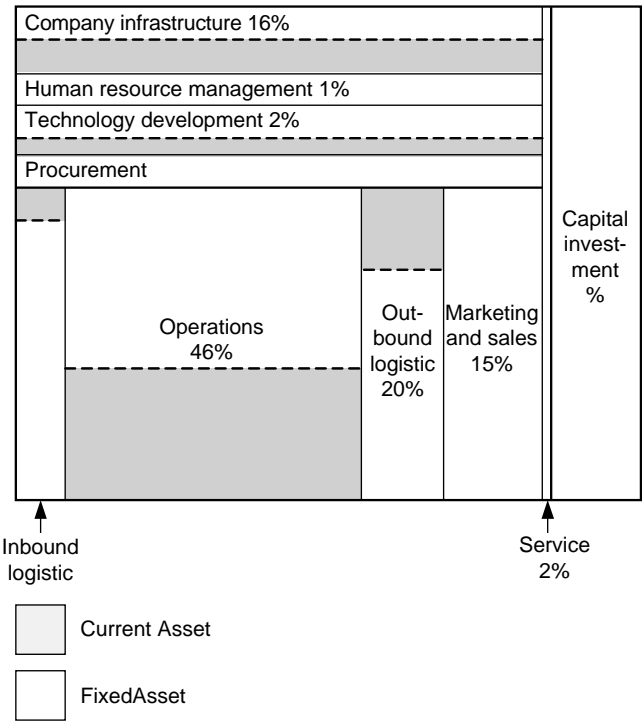 Company infrastructure 16%
Human resource management 1%
Technology development 2%
Procurement
Capital
invest-
ment
%
Operations
46%
Out-
bound
logistic
20%
Marketing
and sales
15%
Inbound
logistic
Service
2%
Current Asset
FixedAsset